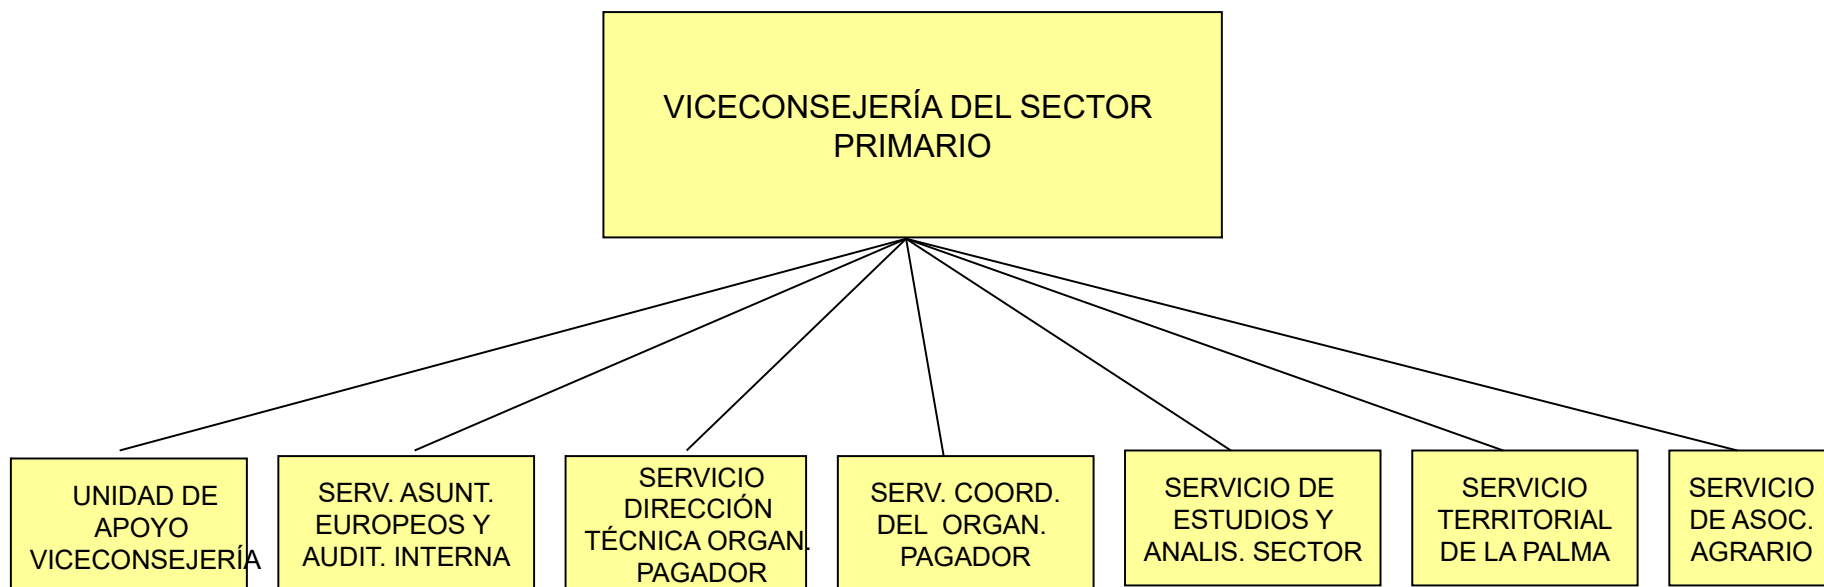 VICECONSEJERÍA DEL SECTOR
PRIMARIO
UNIDAD DE
APOYO
VICECONSEJERÍA
SERV. ASUNT.
EUROPEOS Y
AUDIT. INTERNA
SERVICIO
DIRECCIÓN
TÉCNICA ORGAN.
PAGADOR
SERV. COORD.
DEL ORGAN.
PAGADOR
SERVICIO DE
ESTUDIOS Y
ANALIS. SECTOR
SERVICIO
TERRITORIAL
DE LA PALMA
SERVICIO
DE ASOC.
AGRARIO